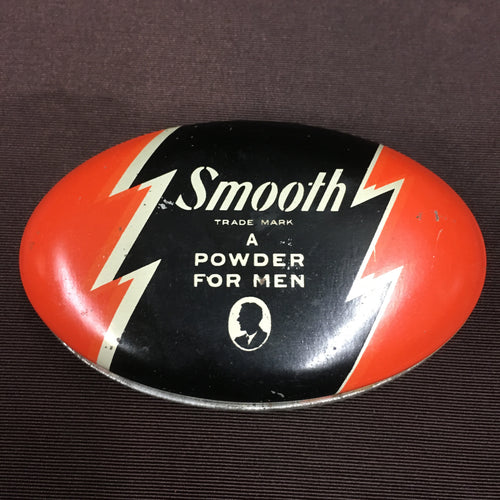 Smooth
TRADE MARK
A
POWDER
FOR MEN